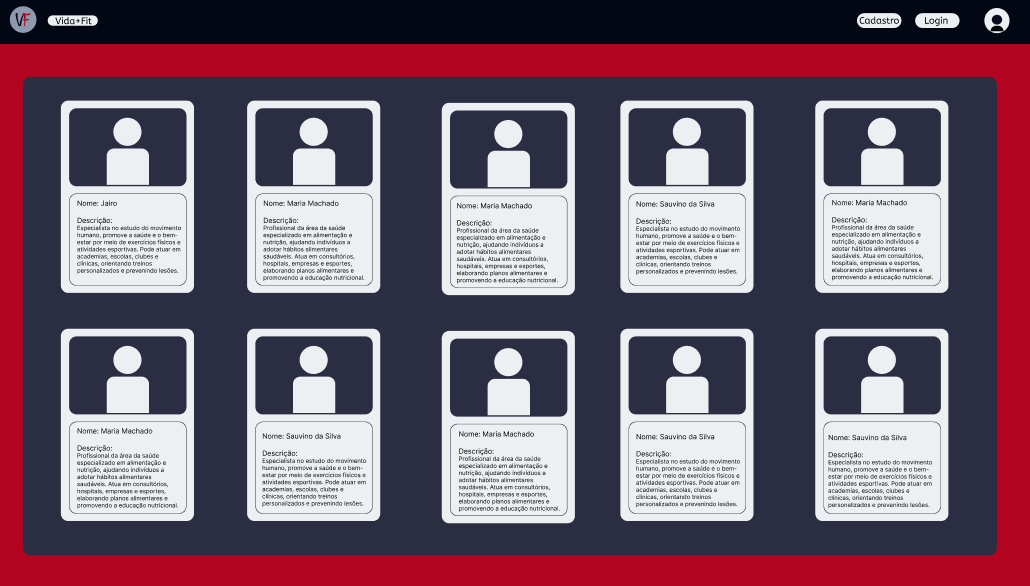 VF
Vida+Fit
Cadastro
Login
Nome: Jairo
Descrição:
Especialista no estudo do movimento
humano, promove a saúde e o bem-
estar por meio de exercícios físicos e
atividades esportivas. Pode atuar em
academias, escolas, clubes e
clínicas, orientando treinos
personalizados e prevenindo lesões.
Nome: Maria Machado
Descrição:
Profissional da área da saúde
especializado em alimentação e
nutrição, ajudando indivíduos a
adotar hábitos alimentares
saudáveis. Atua em consultórios,
hospitais, empresas e esportes,
elaborando planos alimentares e
promovendo a educação nutricional.
Nome: Maria Machado
Descrição:
Profissional da área da saúde
especializado em alimentação e
nutrição, ajudando indivíduos a
adotar hábitos alimentares
saudáveis. Atua em consultórios,
hospitais, empresas e esportes,
elaborando planos alimentares e
promovendo a educação nutricional.
Nome: Sauvino da Silva
Descrição:
Especialista no estudo do movimento
humano, promove a saúde e o bem-
estar por meio de exercícios físicos e
atividades esportivas. Pode atuar em
academias, escolas, clubes e
clínicas, orientando treinos
personalizados e prevenindo lesões.
Nome: Maria Machado
Descrição:
Profissional da área da saúde
especializado em alimentação e
nutrição, ajudando indivíduos a
adotar hábitos alimentares
saudáveis. Atua em consultórios,
hospitais, empresas e esportes,
elaborando planos alimentares e
promovendo a educação nutricional.
Nome: Maria Machado
Descrição:
Profissional da área da saúde
especializado em alimentação e
nutrição, ajudando indivíduos a
adotar hábitos alimentares
saudáveis. Atua em consultórios,
hospitais, empresas e esportes,
elaborando planos alimentares e
promovendo a educação nutricional.
Nome: Sauvino da Silva
Descrição:
Especialista no estudo do movimento
humano, promove a saúde e o bem-
estar por meio de exercícios físicos e
atividades esportivas. Pode atuar em
academias, escolas, clubes e
clínicas, orientando treinos
personalizados e prevenindo lesões.
Nome: Maria Machado
Descrição:
Profissional da área da saúde
especializado em alimentação e
nutrição, ajudando indivíduos a
adotar hábitos alimentares
saudáveis. Atua em consultórios,
hospitais, empresas e esportes,
elaborando planos alimentares e
promovendo a educação nutricional.
Nome: Sauvino da Silva
Descrição:
Especialista no estudo do movimento
humano, promove a saúde e o bem-
estar por meio de exercícios físicos e
atividades esportivas. Pode atuar em
academias, escolas, clubes e
clínicas, orientando treinos
personalizados e prevenindo lesões.
Nome: Sauvino da Silva
Descrição:
Especialista no estudo do movimento
humano, promove a saúde e o bem-
estar por meio de exercícios físicos e
atividades esportivas. Pode atuar em
academias, escolas, clubes e
clínicas, orientando treinos
personalizados e prevenindo lesões.